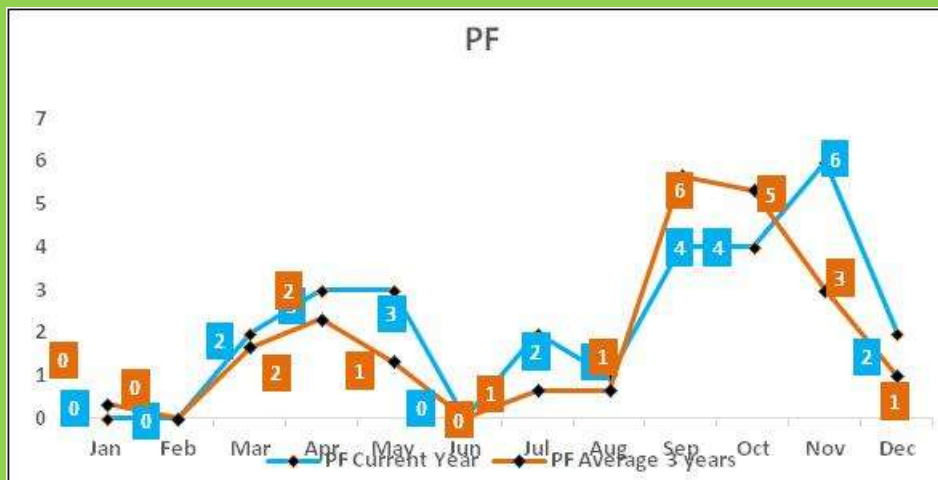 PF
7
6 6 6
5 5
4 4 4
3 2 3 3 3
2 2 2 1 2 1 2
1 0 1 1
0 0 0 0 0 0
Jan Feb Mar Apr May Jun Jul Aug Sep Oct Nov Dec
PF Current Year PF Average 3 years